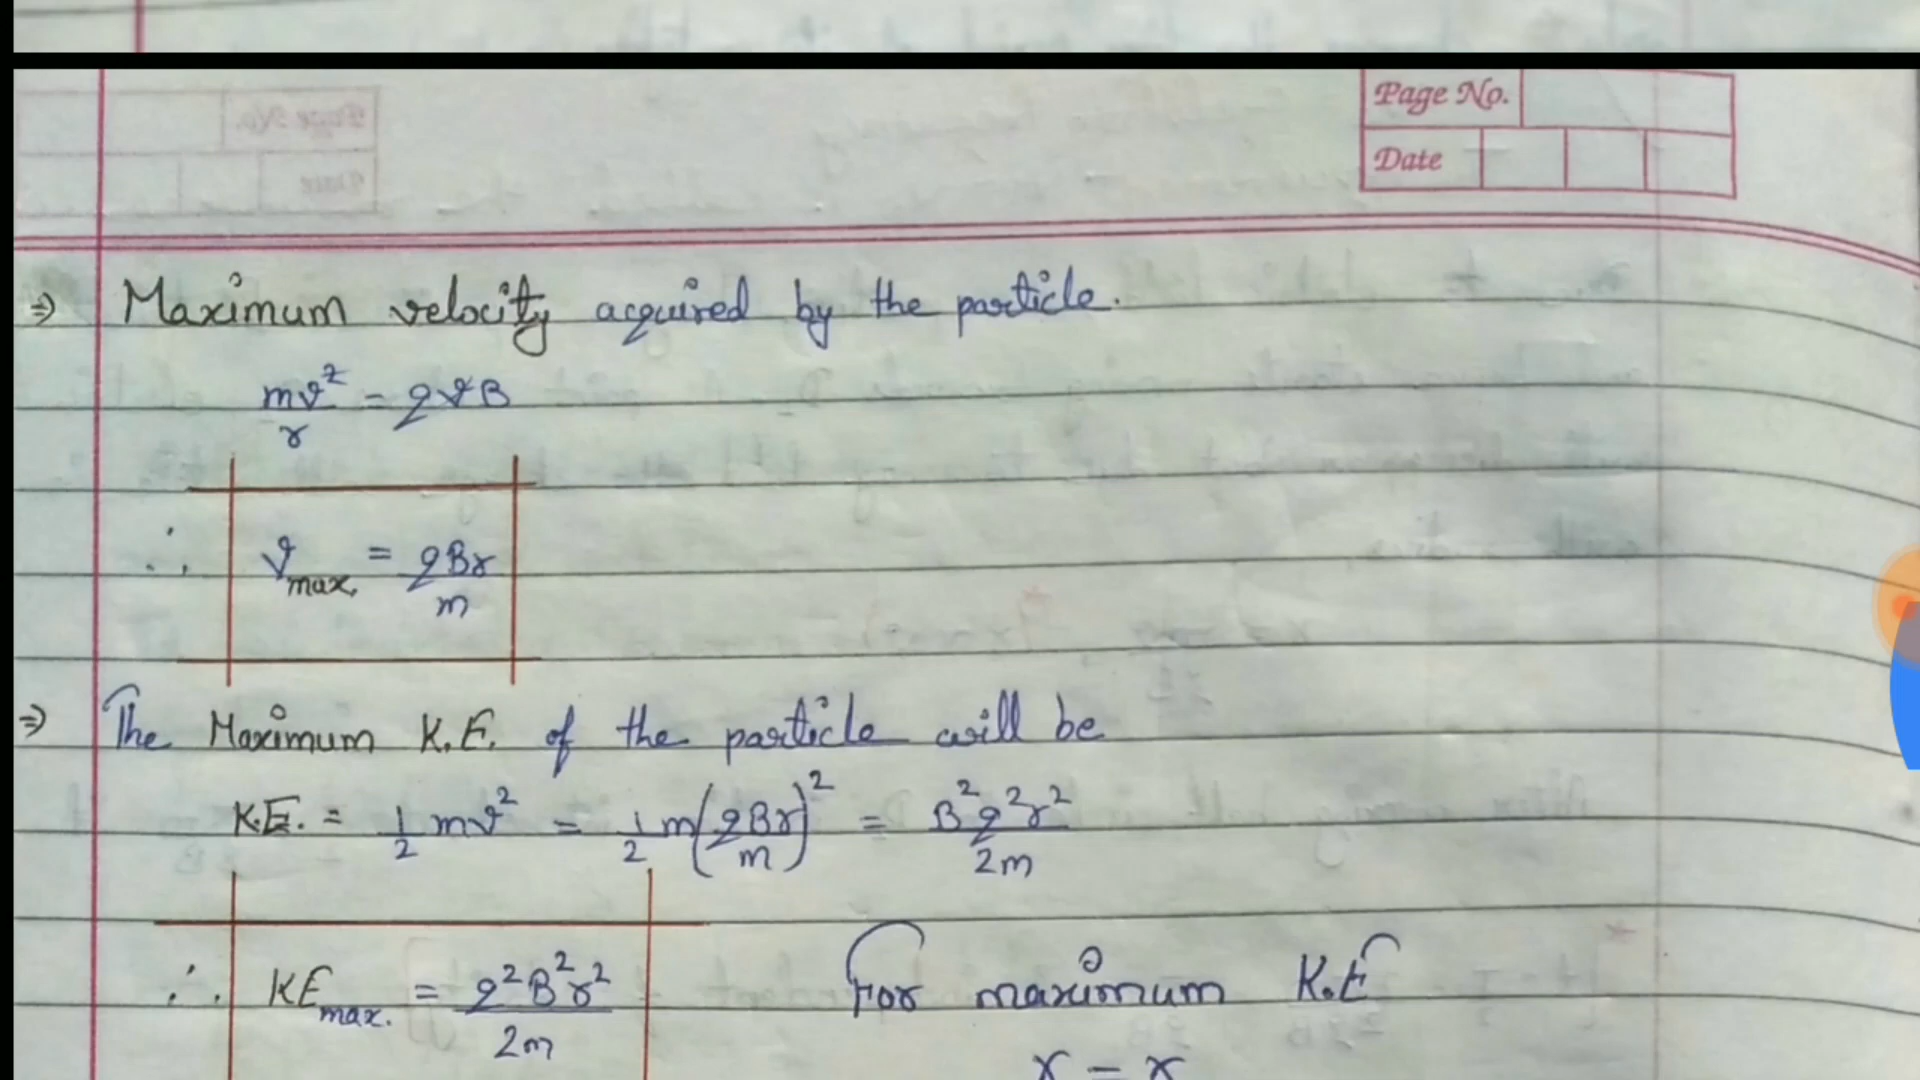 Page No.
Date
⇒ Maximum velocity acquired by the particle.
mv²/r = qvB
∴ v_max. = qBr/m
⇒ The Maximum K.E. of the particle will be
K.E. = 1/2 mv² = 1/2 m(qBr/m)² = B²q²r²/2m
∴ KE_max. = q²B²r²/2m
For maximum K.E
r = r